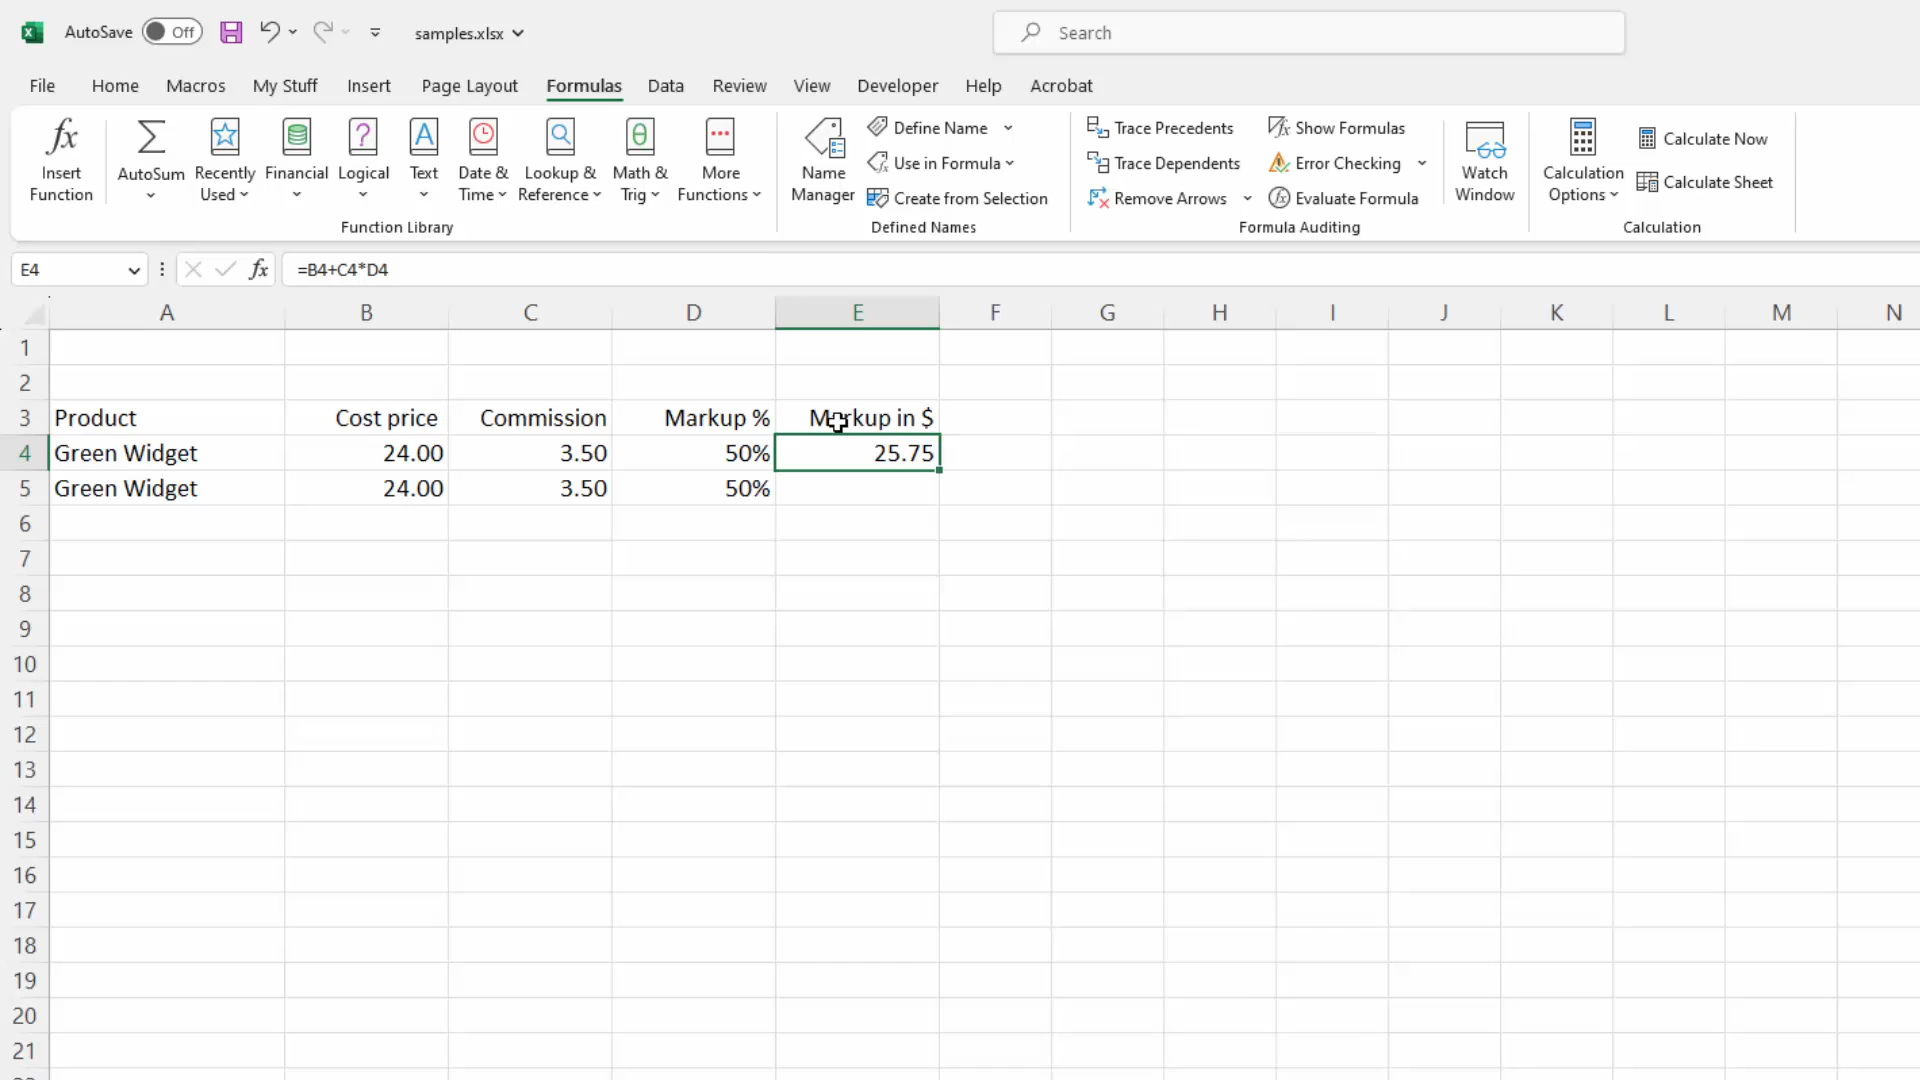 AutoSave Off samples.xlsx Search
File Home Macros My Stuff Insert Page Layout Formulas Data Review View Developer Help Acrobat
fx
Insert Function
AutoSum
Recently Used
Financial
Logical
Text
Date & Time
Lookup & Reference
Math & Trig
More Functions
Function Library
Name Manager
Define Name
Use in Formula
Create from Selection
Defined Names
Trace Precedents
Trace Dependents
Remove Arrows
Show Formulas
Error Checking
Evaluate Formula
Formula Auditing
Watch Window
Calculation Options
Calculate Now
Calculate Sheet
Calculation
E4 fx =B4+C4*D4
A B C D E F G H I J K L M N
1
2
3 Product Cost price Commission Markup % Markup in $
4 Green Widget 24.00 3.50 50% 25.75
5 Green Widget 24.00 3.50 50%
6
7
8
9
10
11
12
13
14
15
16
17
18
19
20
21